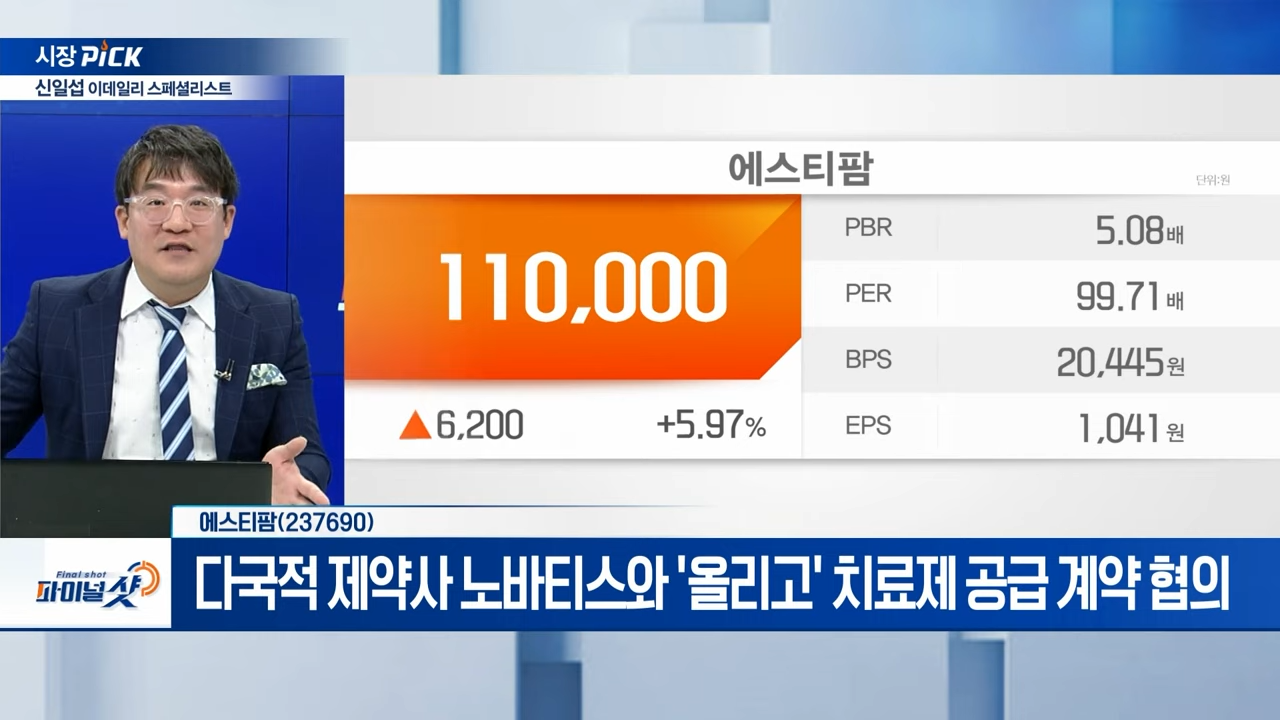 시장 PiCK
신일섭 이데일리 스페셜리스트
에스티팜
단위:원
110,000
▲6,200 +5.97%
PBR 5.08배
PER 99.71배
BPS 20,445원
EPS 1,041원
에스티팜(237690)
Final shot
파이널샷
다국적 제약사 노바티스와 '올리고' 치료제 공급 계약 협의